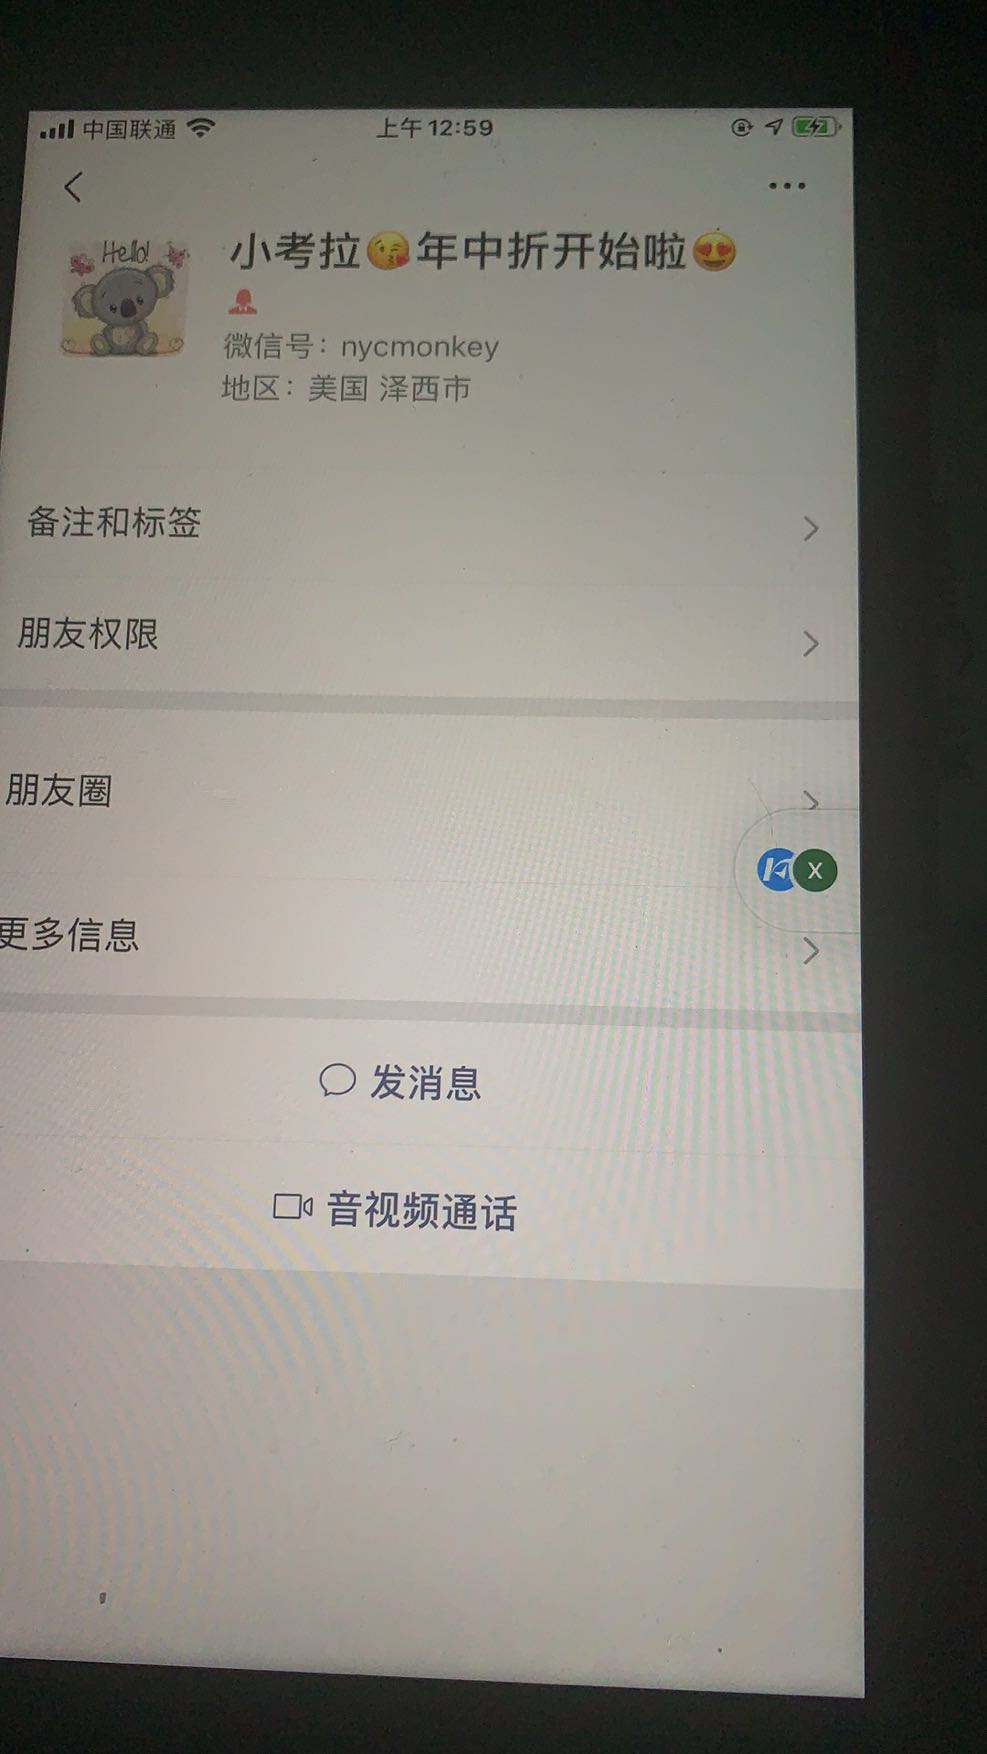 中国联通 上午12:59
Hello!
小考拉😘年中折开始啦😍
微信号：nycmonkey
地区：美国 泽西市
备注和标签
朋友权限
朋友圈
X
更多信息
发消息
音视频通话